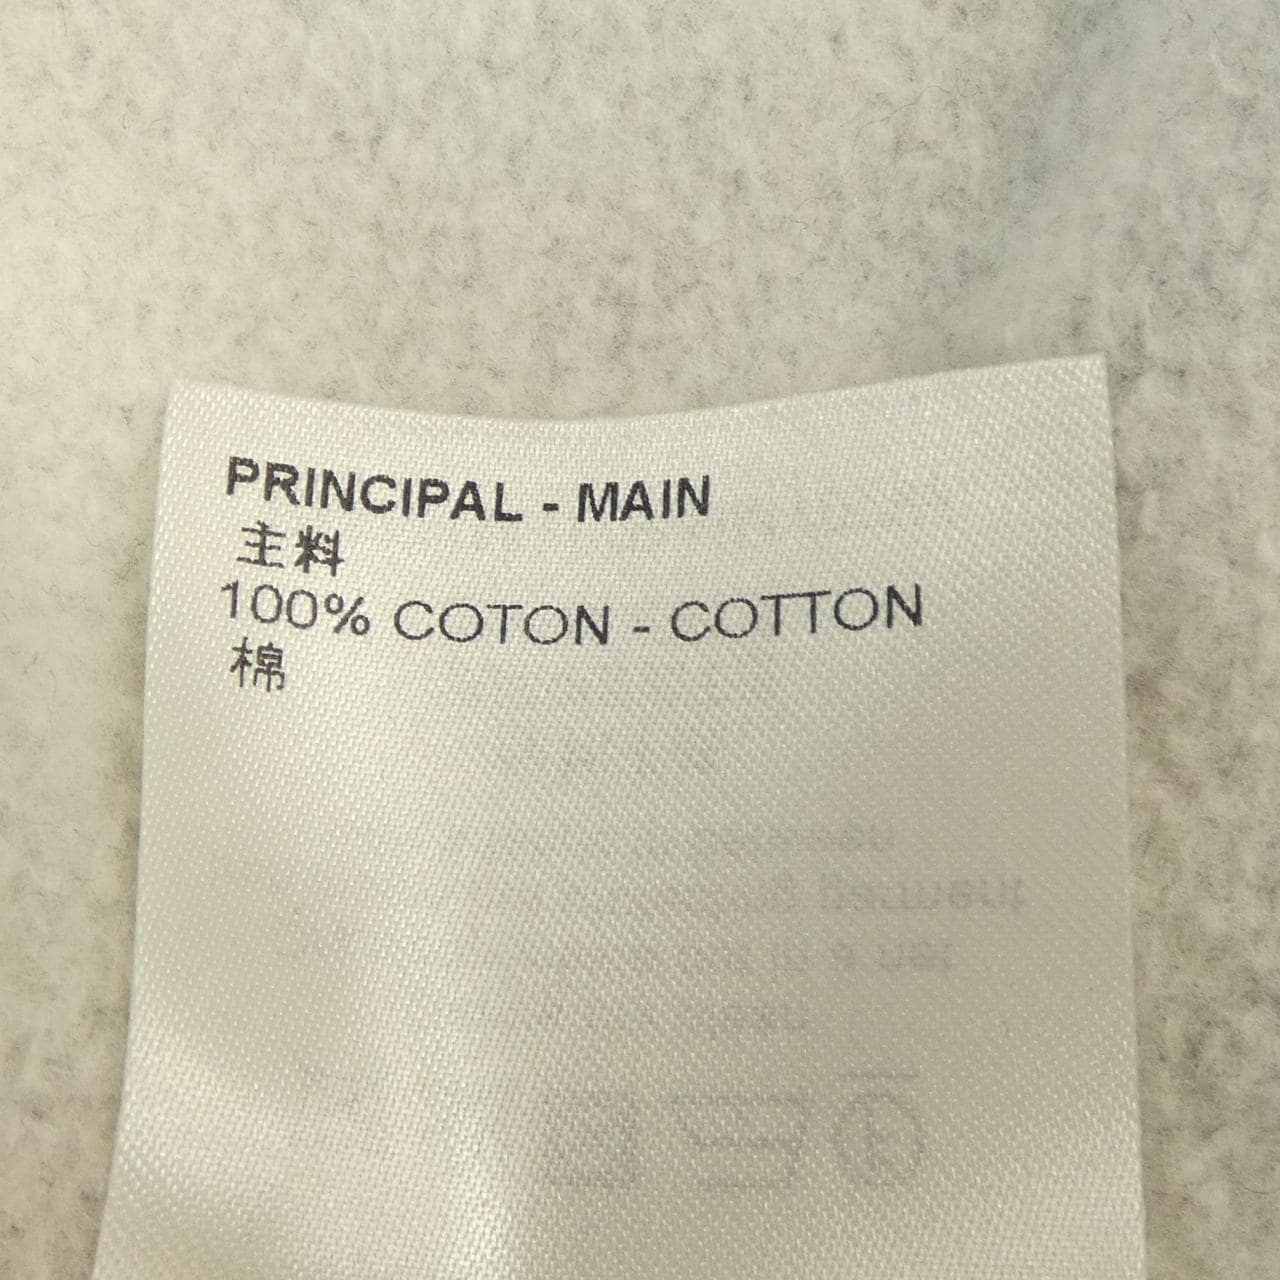 PRINCIPAL - MAIN
主料
100% COTON - COTTON
棉